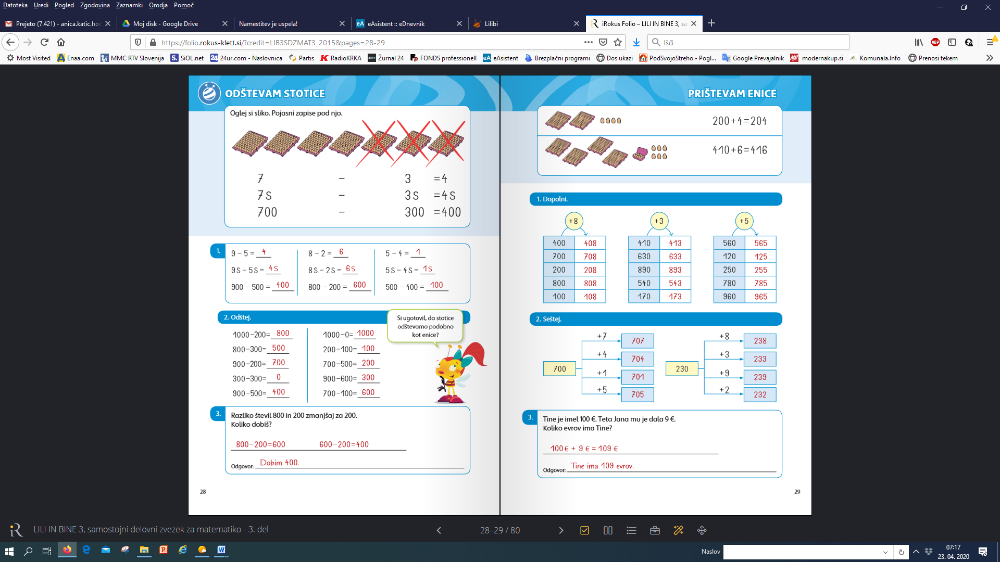 Datoteka Uredi Pogled Zgodovina Zaznamki Orodja Pomoč
Prejeto (7.421) - anica.katic.hoc
Moj disk - Google Drive
Namestitev je uspela!
eA eAsistent :: eDnevnik
Lilibi
iRokus Folio – LILI IN BINE 3, sa
https://folio.rokus-klett.si/?credit=LIB3SDZMAT3_2015&pages=28-29
Išči
Most Visited Enaa.com MMC RTV Slovenija SiOL.net 24ur.com - Naslovnica Partis RadioKRKA Žurnal 24 FONDS professionell eAsistent Brezplačni programi Dos ukazi PodSvojoStreho • Pogl... Google Prevajalnik modernakup.si Komunala.Info Prenosi tekem
ODŠTEVAM STOTICE
Oglej si sliko. Pojasni zapise pod njo.
7 – 3 =4
7S – 3S =4S
700 – 300 =400
1.
9 – 5 = 4
9S – 5S = 4S
900 – 500 = 400
8 – 2 = 6
8S – 2S = 6S
800 – 200 = 600
5 – 4 = 1
5S – 4S = 1S
500 – 400 = 100
2. Odštej.
1000–200= 800
800–300= 500
900–200= 700
300–300= 0
900–500= 400
1000–0= 1000
200–100= 100
700–500= 200
900–600= 300
700–100= 600
Si ugotovil, da stotice
odštevamo podobno
kot enice?
3.
Razliko števil 800 in 200 zmanjšaj za 200.
Koliko dobiš?
800–200=600 600–200=400
Odgovor: Dobim 400.
28
PRIŠTEVAM ENICE
200+4=204
410+6=416
1. Dopolni.
+8
400 408
700 708
200 208
800 808
100 108
+3
410 413
630 633
890 893
540 543
170 173
+5
560 565
120 125
250 255
780 785
960 965
2. Seštej.
700
+7 707
+4 704
+1 701
+5 705
230
+8 238
+3 233
+9 239
+2 232
3.
Tine je imel 100 €. Teta Jana mu je dala 9 €.
Koliko evrov ima Tine?
100 € + 9 € = 109 €
Odgovor: Tine ima 109 evrov.
29
LILI IN BINE 3, samostojni delovni zvezek za matematiko - 3. del
28–29 / 80
Naslov
07:17
23. 04. 2020